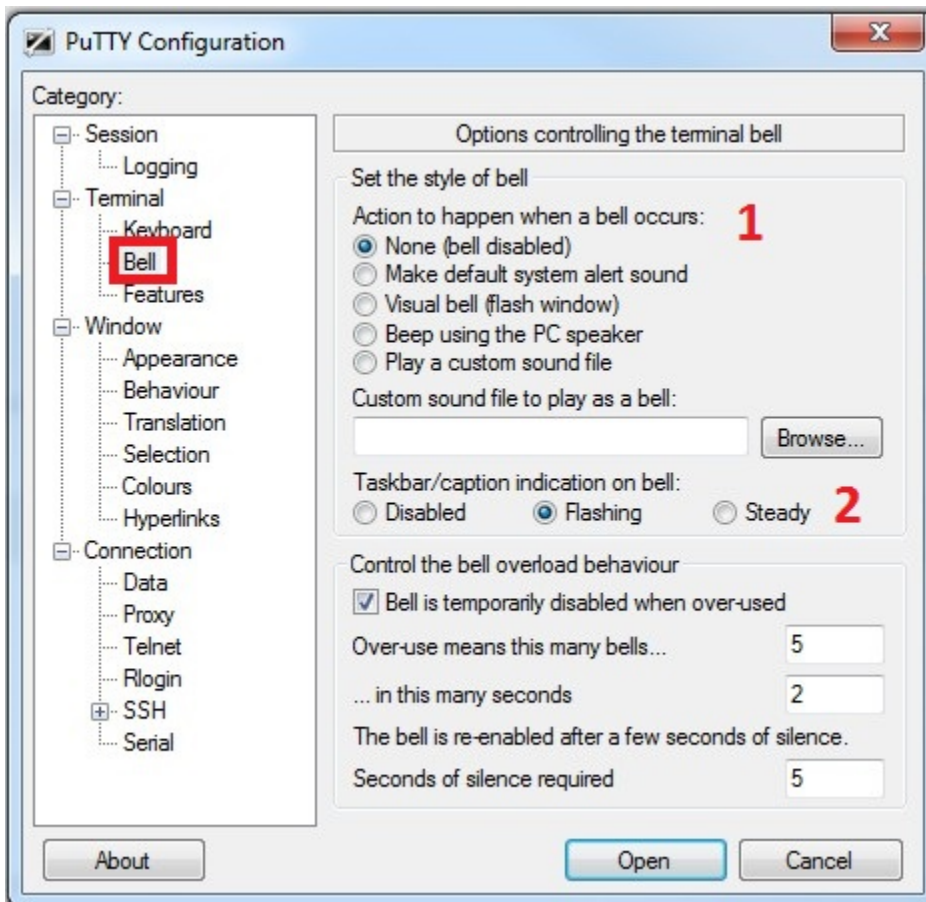 PuTTY Configuration
Category:
Session
Logging
Terminal
Keyboard
Bell
Features
Window
Appearance
Behaviour
Translation
Selection
Colours
Hyperlinks
Connection
Data
Proxy
Telnet
Rlogin
SSH
Serial
Options controlling the terminal bell
Set the style of bell
Action to happen when a bell occurs: 1
None (bell disabled)
Make default system alert sound
Visual bell (flash window)
Beep using the PC speaker
Play a custom sound file
Custom sound file to play as a bell:
Browse...
Taskbar/caption indication on bell:
Disabled Flashing Steady 2
Control the bell overload behaviour
Bell is temporarily disabled when over-used
Over-use means this many bells... 5
... in this many seconds 2
The bell is re-enabled after a few seconds of silence.
Seconds of silence required 5
About Open Cancel